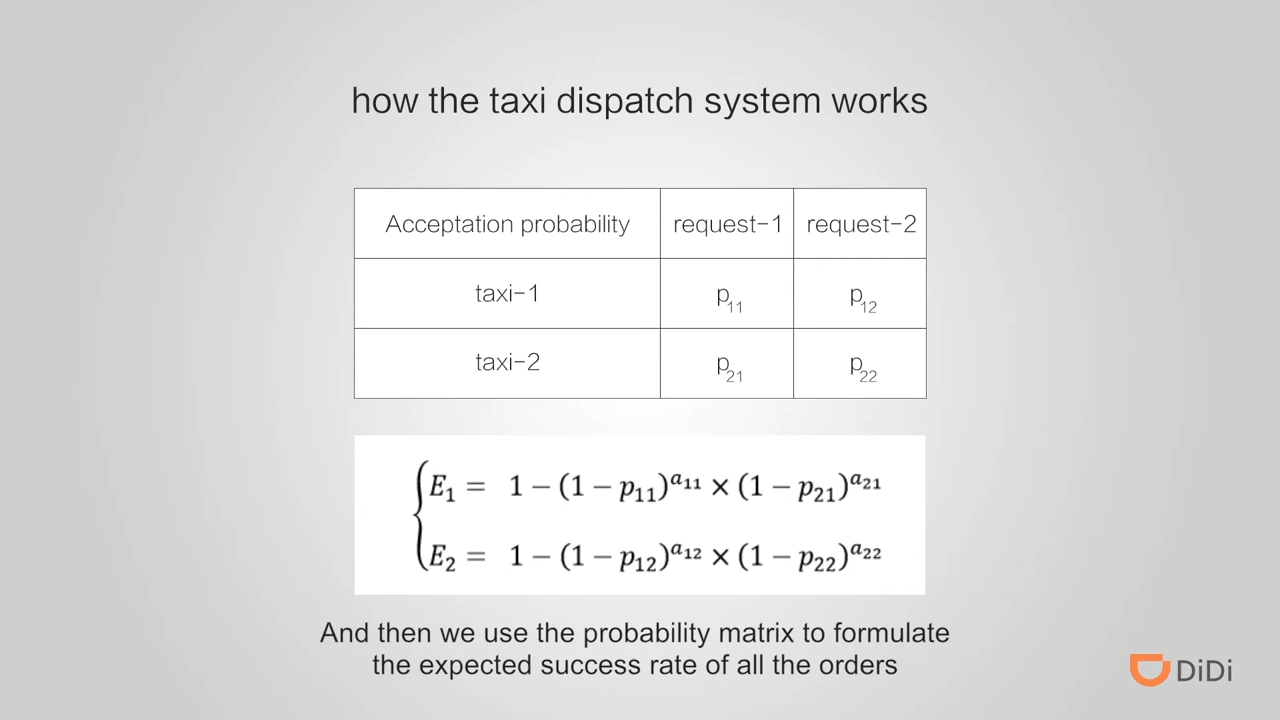 how the taxi dispatch system works
Acceptation probability request-1 request-2
taxi-1 p₁₁ p₁₂
taxi-2 p₂₁ p₂₂
E₁ = 1 − (1 − p₁₁)^a₁₁ × (1 − p₂₁)^a₂₁
E₂ = 1 − (1 − p₁₂)^a₁₂ × (1 − p₂₂)^a₂₂
And then we use the probability matrix to formulate
the expected success rate of all the orders
DiDi